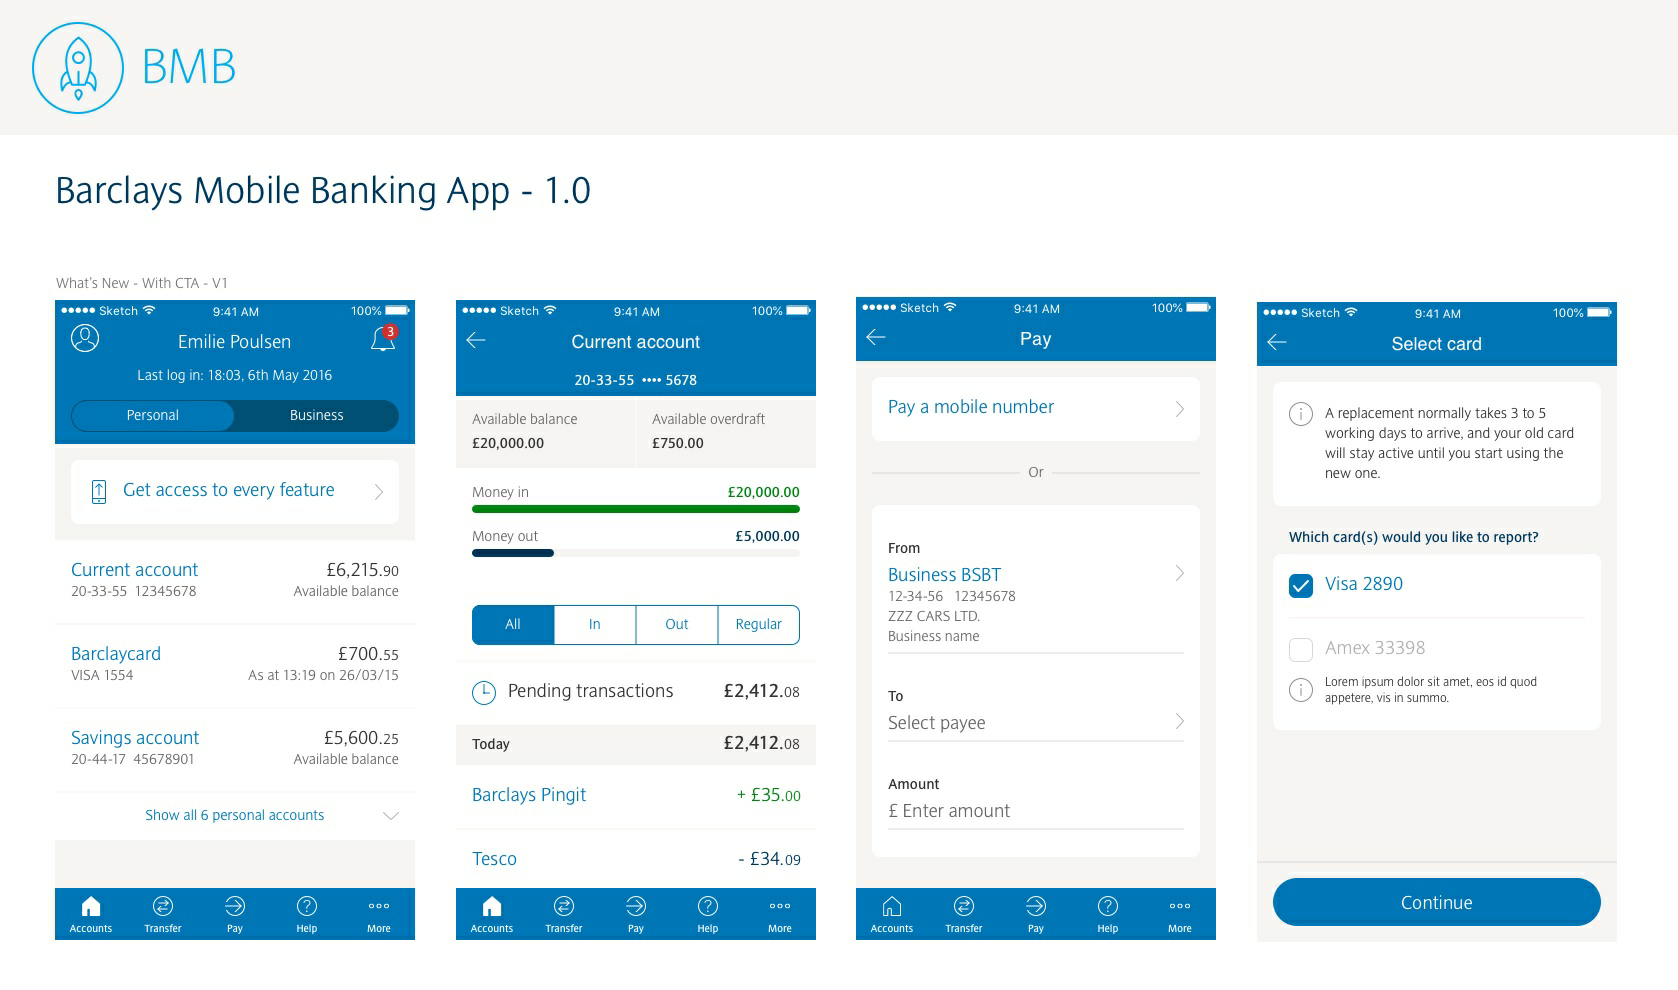 BMB
Barclays Mobile Banking App - 1.0
What's New - With CTA - V1
Sketch 9:41 AM 100%
Emilie Poulsen
3
Last log in: 18:03, 6th May 2016
Personal Business
Get access to every feature
Current account £6,215.90
20-33-55 12345678 Available balance
Barclaycard £700.55
VISA 1554 As at 13:19 on 26/03/15
Savings account £5,600.25
20-44-17 45678901 Available balance
Show all 6 personal accounts
Accounts Transfer Pay Help More
Sketch 9:41 AM 100%
Current account
20-33-55 •••• 5678
Available balance Available overdraft
£20,000.00 £750.00
Money in £20,000.00
Money out £5,000.00
All In Out Regular
Pending transactions £2,412.08
Today £2,412.08
Barclays Pingit + £35.00
Tesco - £34.09
Accounts Transfer Pay Help More
Sketch 9:41 AM 100%
Pay
Pay a mobile number
Or
From
Business BSBT
12-34-56 12345678
ZZZ CARS LTD.
Business name
To
Select payee
Amount
£ Enter amount
Accounts Transfer Pay Help More
Sketch 9:41 AM 100%
Select card
A replacement normally takes 3 to 5
working days to arrive, and your old card
will stay active until you start using the
new one.
Which card(s) would you like to report?
Visa 2890
Amex 33398
Lorem ipsum dolor sit amet, eos id quod
appetere, vis in summo.
Continue